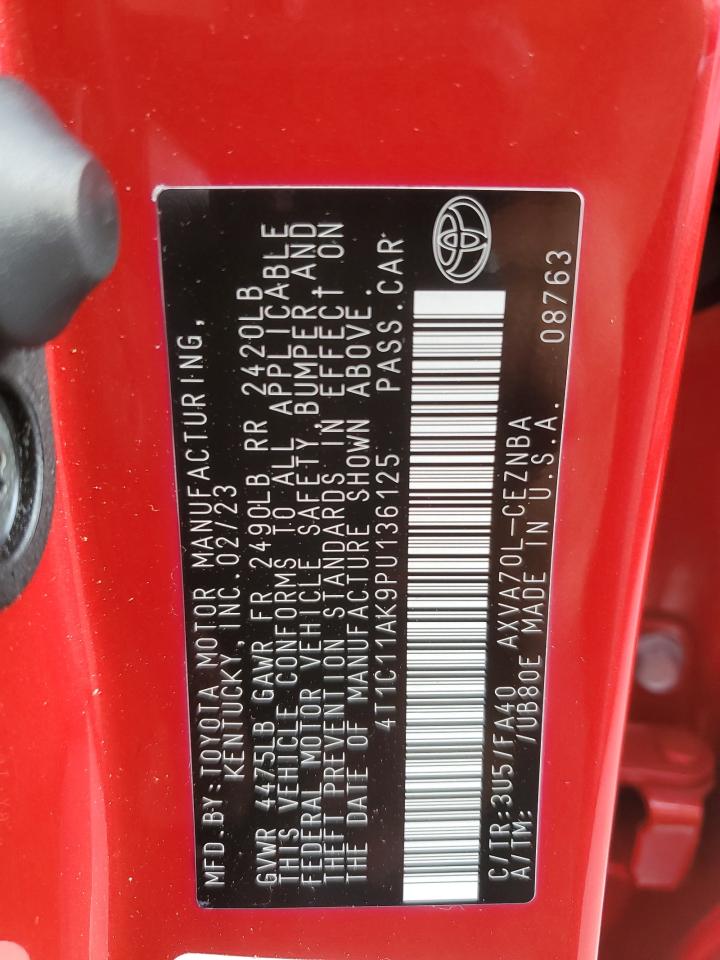 MFD. BY: TOYOTA MOTOR MANUFACTURING,
KENTUCKY, INC. 02/23
GVWR 4475LB GAWR FR 2490LB RR 2420LB
THIS VEHICLE CONFORMS TO ALL APPLICABLE
FEDERAL MOTOR VEHICLE SAFETY, BUMPER, AND
THEFT PREVENTION STANDARDS IN EFFECT ON
THE DATE OF MANUFACTURE SHOWN ABOVE.
4T1C11AK9PU136125 PASS. CAR
C/TR: 3U5/FA40 AXVA70L-CEZNBA
A/TM: /UB80E MADE IN U.S.A. 08763